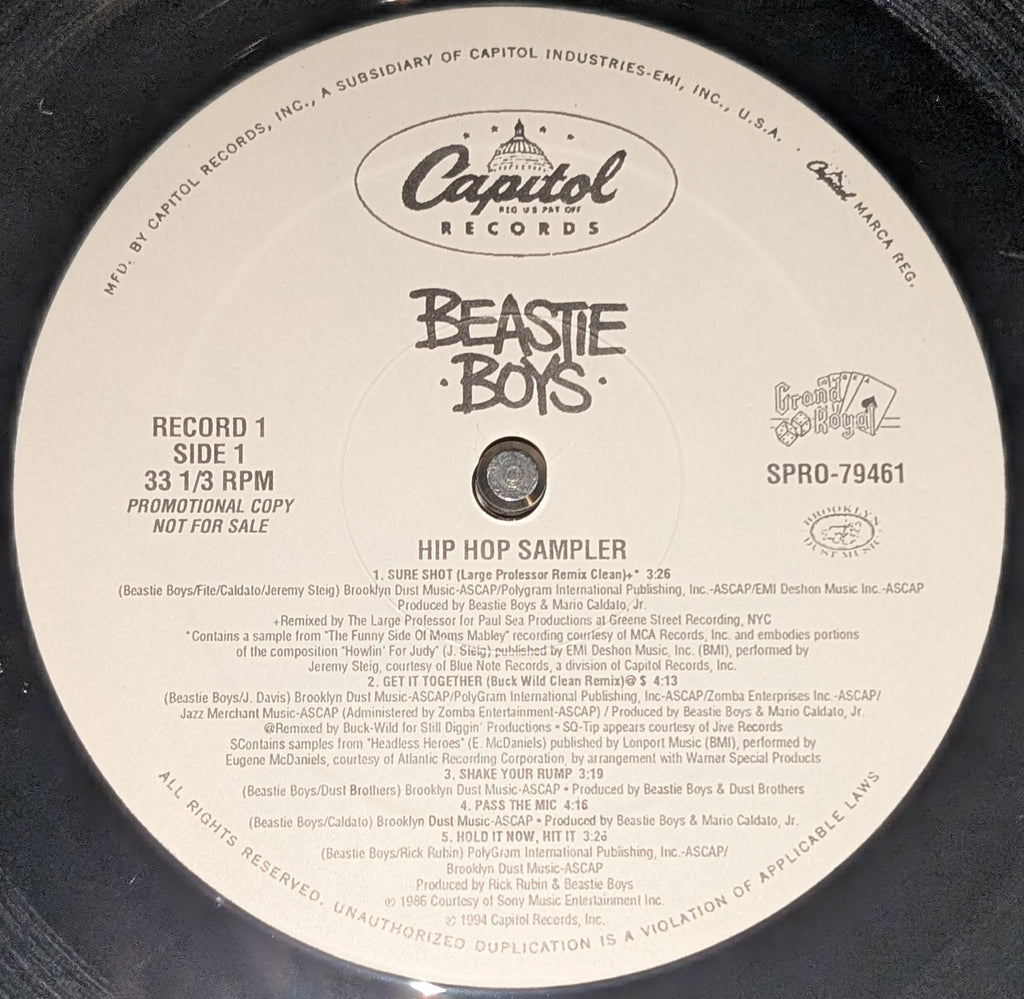 MFD. BY CAPITOL RECORDS, INC., A SUBSIDIARY OF CAPITOL INDUSTRIES-EMI, INC., U.S.A. . Capitol MARCA REG.
Capitol
REG US PAT OFF
RECORDS
BEASTIE
·BOYS·
RECORD 1
SIDE 1
33 1/3 RPM
PROMOTIONAL COPY
NOT FOR SALE
Grand
Royal
SPRO-79461
BROOKLYN
DUST MUSIC
HIP HOP SAMPLER
1. SURE SHOT (Large Professor Remix Clean)+* 3:26
(Beastie Boys/Fite/Caldato/Jeremy Steig) Brooklyn Dust Music-ASCAP/Polygram International Publishing, Inc.-ASCAP/EMI Deshon Music Inc.-ASCAP
Produced by Beastie Boys & Mario Caldato, Jr.
+Remixed by The Large Professor for Paul Sea Productions at Greene Street Recording, NYC
*Contains a sample from "The Funny Side Of Moms Mabley" recording courtesy of MCA Records, Inc. and embodies portions
of the composition "Howlin' For Judy" (J. Steig) published by EMI Deshon Music, Inc. (BMI), performed by
Jeremy Steig, courtesy of Blue Note Records, a division of Capitol Records, Inc.
2. GET IT TOGETHER (Buck Wild Clean Remix)@ $ 4:13
(Beastie Boys/J. Davis) Brooklyn Dust Music-ASCAP/PolyGram International Publishing, Inc-ASCAP/Zomba Enterprises Inc.-ASCAP/
Jazz Merchant Music-ASCAP (Administered by Zomba Entertainment-ASCAP) / Produced by Beastie Boys & Mario Caldato, Jr.
@Remixed by Buck-Wild for Still Diggin' Productions • SQ-Tip appears courtesy of Jive Records
SContains samples from "Headless Heroes" (E. McDaniels) published by Lonport Music (BMI), performed by
Eugene McDaniels, courtesy of Atlantic Recording Corporation, by arrangement with Warner Special Products
3. SHAKE YOUR RUMP 3:19
(Beastie Boys/Dust Brothers) Brooklyn Dust Music-ASCAP • Produced by Beastie Boys & Dust Brothers
4. PASS THE MIC 4:16
(Beastie Boys/Caldato) Brooklyn Dust Music-ASCAP • Produced by Beastie Boys & Mario Caldato, Jr.
5. HOLD IT NOW, HIT IT 3:26
(Beastie Boys/Rick Rubin) PolyGram International Publishing, Inc.-ASCAP/
Brooklyn Dust Music-ASCAP
Produced by Rick Rubin & Beastie Boys
℗ 1986 Courtesy of Sony Music Entertainment Inc.
© 1994 Capitol Records, Inc.
ALL RIGHTS RESERVED. UNAUTHORIZED DUPLICATION IS A VIOLATION OF APPLICABLE LAWS